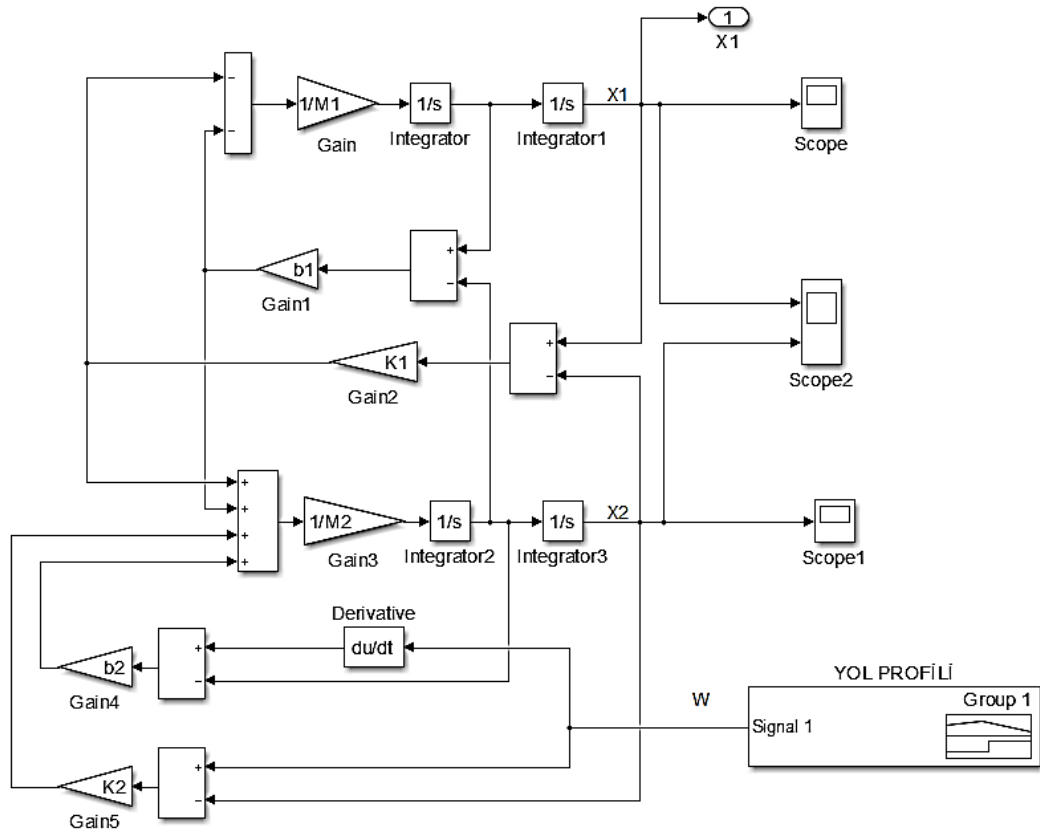 1
X1
−
−
1/M1
Gain
1/s
Integrator
1/s
Integrator1
X1
Scope
+
−
b1
Gain1
+
−
K1
Gain2
Scope2
+
+
+
+
1/M2
Gain3
1/s
Integrator2
1/s
Integrator3
X2
Scope1
Derivative
du/dt
+
−
b2
Gain4
W
YOL PROFİLİ
Group 1
Signal 1
+
−
K2
Gain5